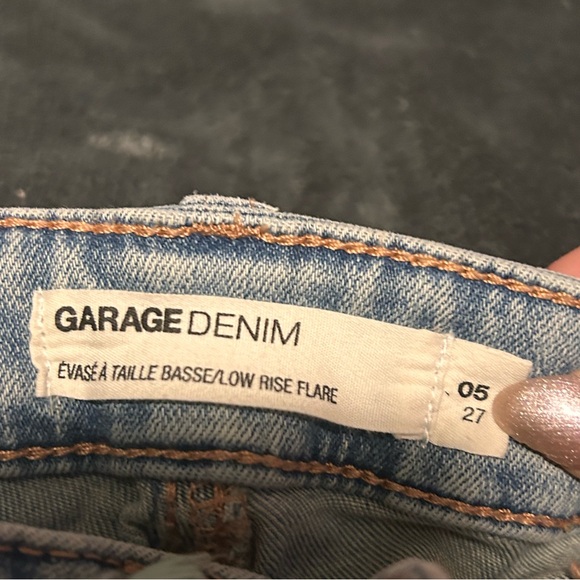 GARAGE DENIM
ÉVASÉ À TAILLE BASSE/LOW RISE FLARE
05
27